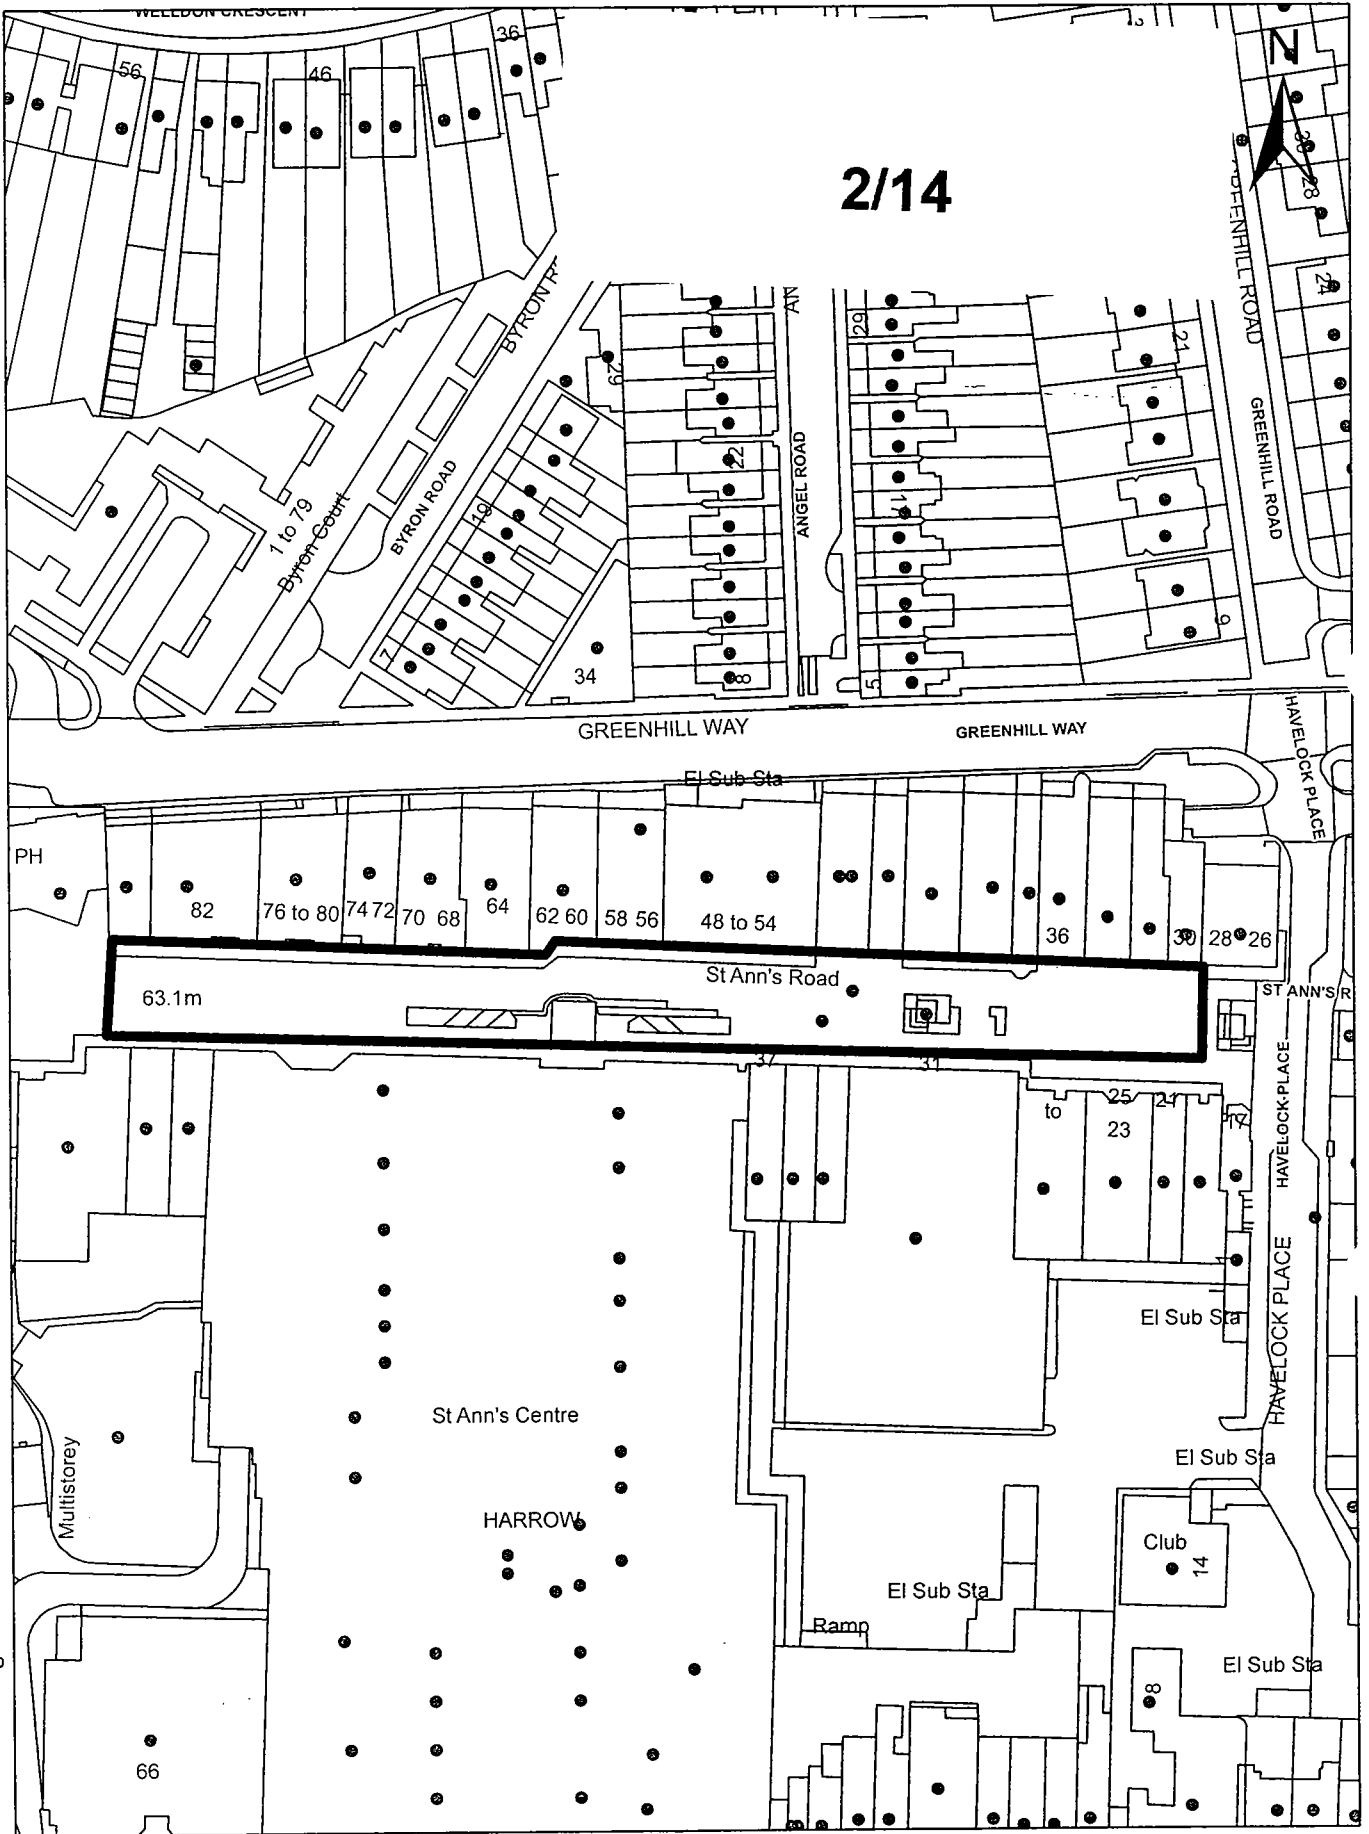 WELLDON CRESCENT
36
N
56
46
2/14
28
24
GREENHILL ROAD
BYRON R
AN
29
21
29
GREENHILL ROAD
22
ANGEL ROAD
BYRON ROAD
19
17
1 to 79
Byron Court
7
34
8
5
9
GREENHILL WAY
GREENHILL WAY
HAVELOCK PLACE
El Sub Sta
PH
82
76 to 80
74 72
70 68
64
62 60
58 56
48 to 54
36
30
28
26
St Ann's Road
63.1m
ST ANN'S R
37
31
HAVELOCK PLACE
to
25
21
17
23
HAVELOCK PLACE
El Sub Sta
St Ann's Centre
El Sub Sta
Multistorey
HARROW
Club
14
El Sub Sta
Ramp
El Sub Sta
8
66